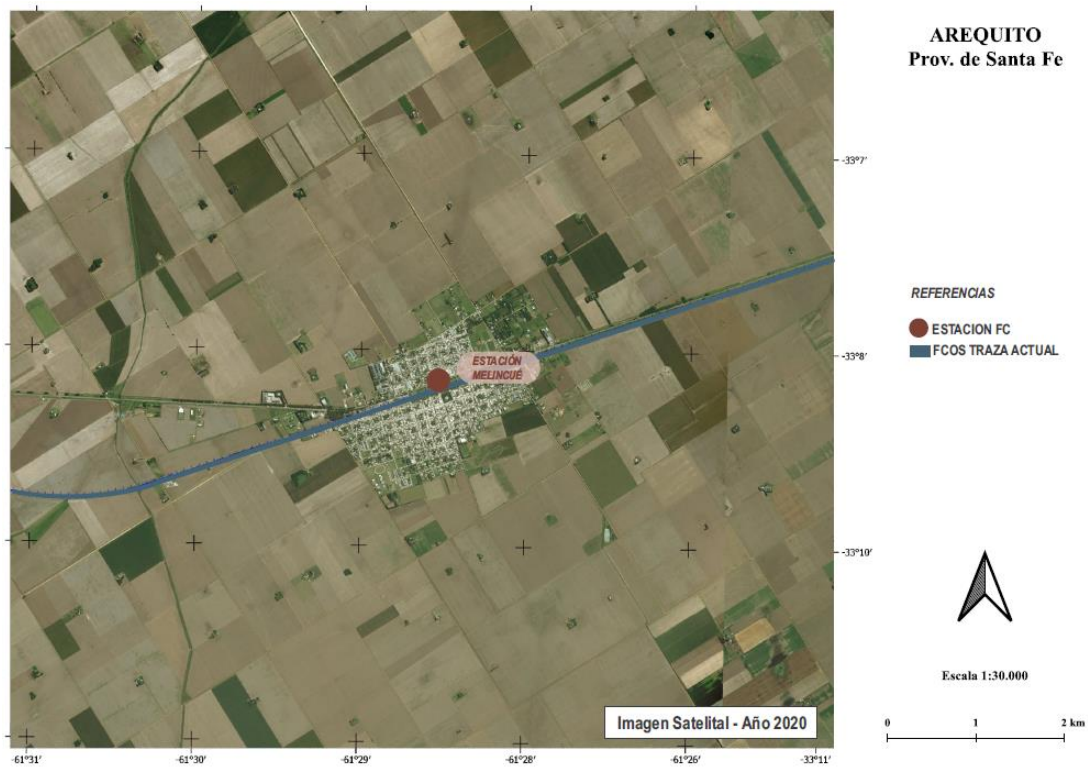 AREQUITO
Prov. de Santa Fe
-33°7'
REFERENCIAS
ESTACION FC
FCOS TRAZA ACTUAL
-33°8'
ESTACIÓN
MELINCUÉ
-33°10'
Escala 1:30.000
Imagen Satelital - Año 2020
0 1 2 km
-61°31' -61°30' -61°29' -61°28' -61°26' -33°11'